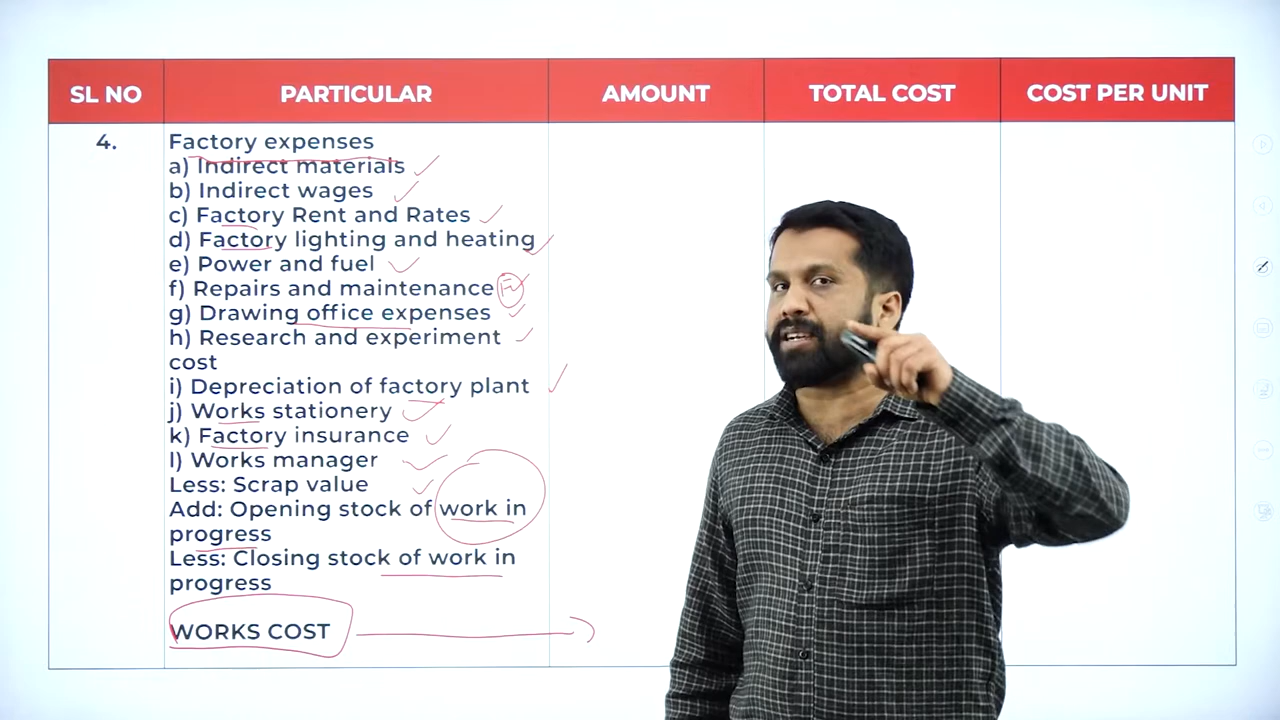 SL NO PARTICULAR AMOUNT TOTAL COST COST PER UNIT
4. Factory expenses
a) Indirect materials
b) Indirect wages
c) Factory Rent and Rates
d) Factory lighting and heating
e) Power and fuel
f) Repairs and maintenance
g) Drawing office expenses
h) Research and experiment
cost
i) Depreciation of factory plant
j) Works stationery
k) Factory insurance
l) Works manager
Less: Scrap value
Add: Opening stock of work in
progress
Less: Closing stock of work in
progress
WORKS COST